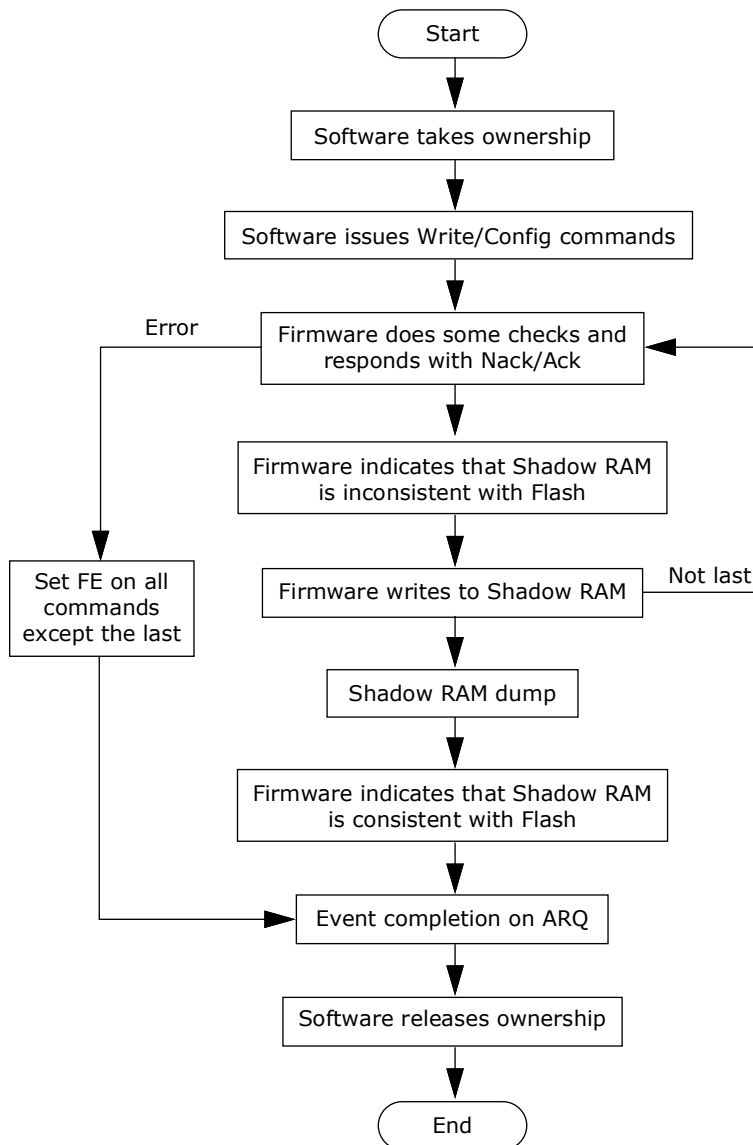 Start
Software takes ownership
Software issues Write/Config commands
Error
Firmware does some checks and
responds with Nack/Ack
Firmware indicates that Shadow RAM
is inconsistent with Flash
Set FE on all
commands
except the last
Firmware writes to Shadow RAM
Not last
Shadow RAM dump
Firmware indicates that Shadow RAM
is consistent with Flash
Event completion on ARQ
Software releases ownership
End